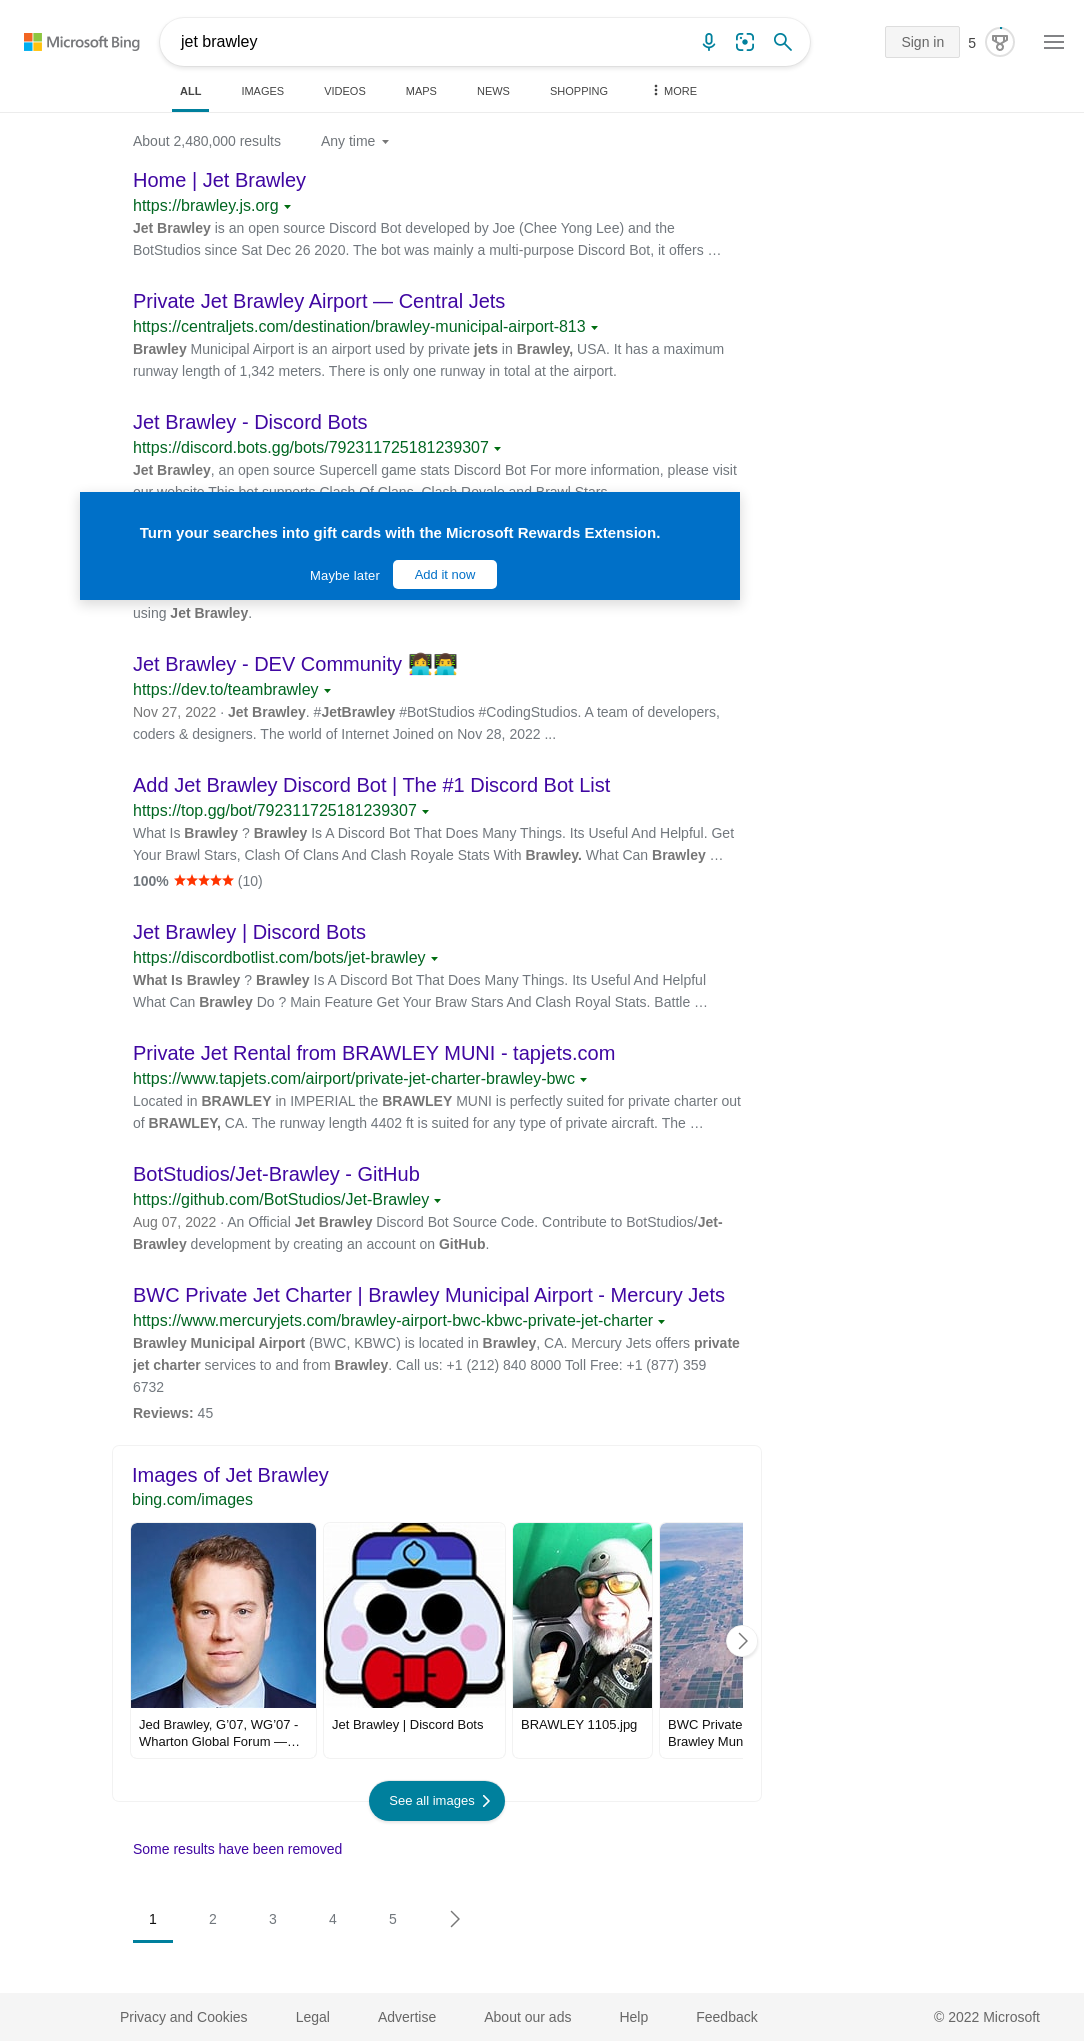 Microsoft Bing
jet brawley
Sign in
5
ALL
IMAGES
VIDEOS
MAPS
NEWS
SHOPPING
MORE
About 2,480,000 results
Any time
Home | Jet Brawley
https://brawley.js.org
Jet Brawley is an open source Discord Bot developed by Joe (Chee Yong Lee) and the
BotStudios since Sat Dec 26 2020. The bot was mainly a multi-purpose Discord Bot, it offers …
Private Jet Brawley Airport — Central Jets
https://centraljets.com/destination/brawley-municipal-airport-813
Brawley Municipal Airport is an airport used by private jets in Brawley, USA. It has a maximum
runway length of 1,342 meters. There is only one runway in total at the airport.
Jet Brawley - Discord Bots
https://discord.bots.gg/bots/792311725181239307
Jet Brawley, an open source Supercell game stats Discord Bot For more information, please visit
our website This bot supports Clash Of Clans, Clash Royale and Brawl Stars
Turn your searches into gift cards with the Microsoft Rewards Extension.
Maybe later
Add it now
using Jet Brawley.
Jet Brawley - DEV Community 👩‍💻👨‍💻
https://dev.to/teambrawley
Nov 27, 2022 · Jet Brawley. #JetBrawley #BotStudios #CodingStudios. A team of developers,
coders & designers. The world of Internet Joined on Nov 28, 2022 ...
Add Jet Brawley Discord Bot | The #1 Discord Bot List
https://top.gg/bot/792311725181239307
What Is Brawley ? Brawley Is A Discord Bot That Does Many Things. Its Useful And Helpful. Get
Your Brawl Stars, Clash Of Clans And Clash Royale Stats With Brawley. What Can Brawley …
100% ★★★★★ (10)
Jet Brawley | Discord Bots
https://discordbotlist.com/bots/jet-brawley
What Is Brawley ? Brawley Is A Discord Bot That Does Many Things. Its Useful And Helpful
What Can Brawley Do ? Main Feature Get Your Braw Stars And Clash Royal Stats. Battle …
Private Jet Rental from BRAWLEY MUNI - tapjets.com
https://www.tapjets.com/airport/private-jet-charter-brawley-bwc
Located in BRAWLEY in IMPERIAL the BRAWLEY MUNI is perfectly suited for private charter out
of BRAWLEY, CA. The runway length 4402 ft is suited for any type of private aircraft. The …
BotStudios/Jet-Brawley - GitHub
https://github.com/BotStudios/Jet-Brawley
Aug 07, 2022 · An Official Jet Brawley Discord Bot Source Code. Contribute to BotStudios/Jet-
Brawley development by creating an account on GitHub.
BWC Private Jet Charter | Brawley Municipal Airport - Mercury Jets
https://www.mercuryjets.com/brawley-airport-bwc-kbwc-private-jet-charter
Brawley Municipal Airport (BWC, KBWC) is located in Brawley, CA. Mercury Jets offers private
jet charter services to and from Brawley. Call us: +1 (212) 840 8000 Toll Free: +1 (877) 359
6732
Reviews: 45
Images of Jet Brawley
bing.com/images
Jed Brawley, G’07, WG’07 -
Wharton Global Forum —…
Jet Brawley | Discord Bots
BRAWLEY 1105.jpg
BWC Private
Brawley Mun
See all images
Some results have been removed
1
2
3
4
5
Privacy and Cookies
Legal
Advertise
About our ads
Help
Feedback
© 2022 Microsoft